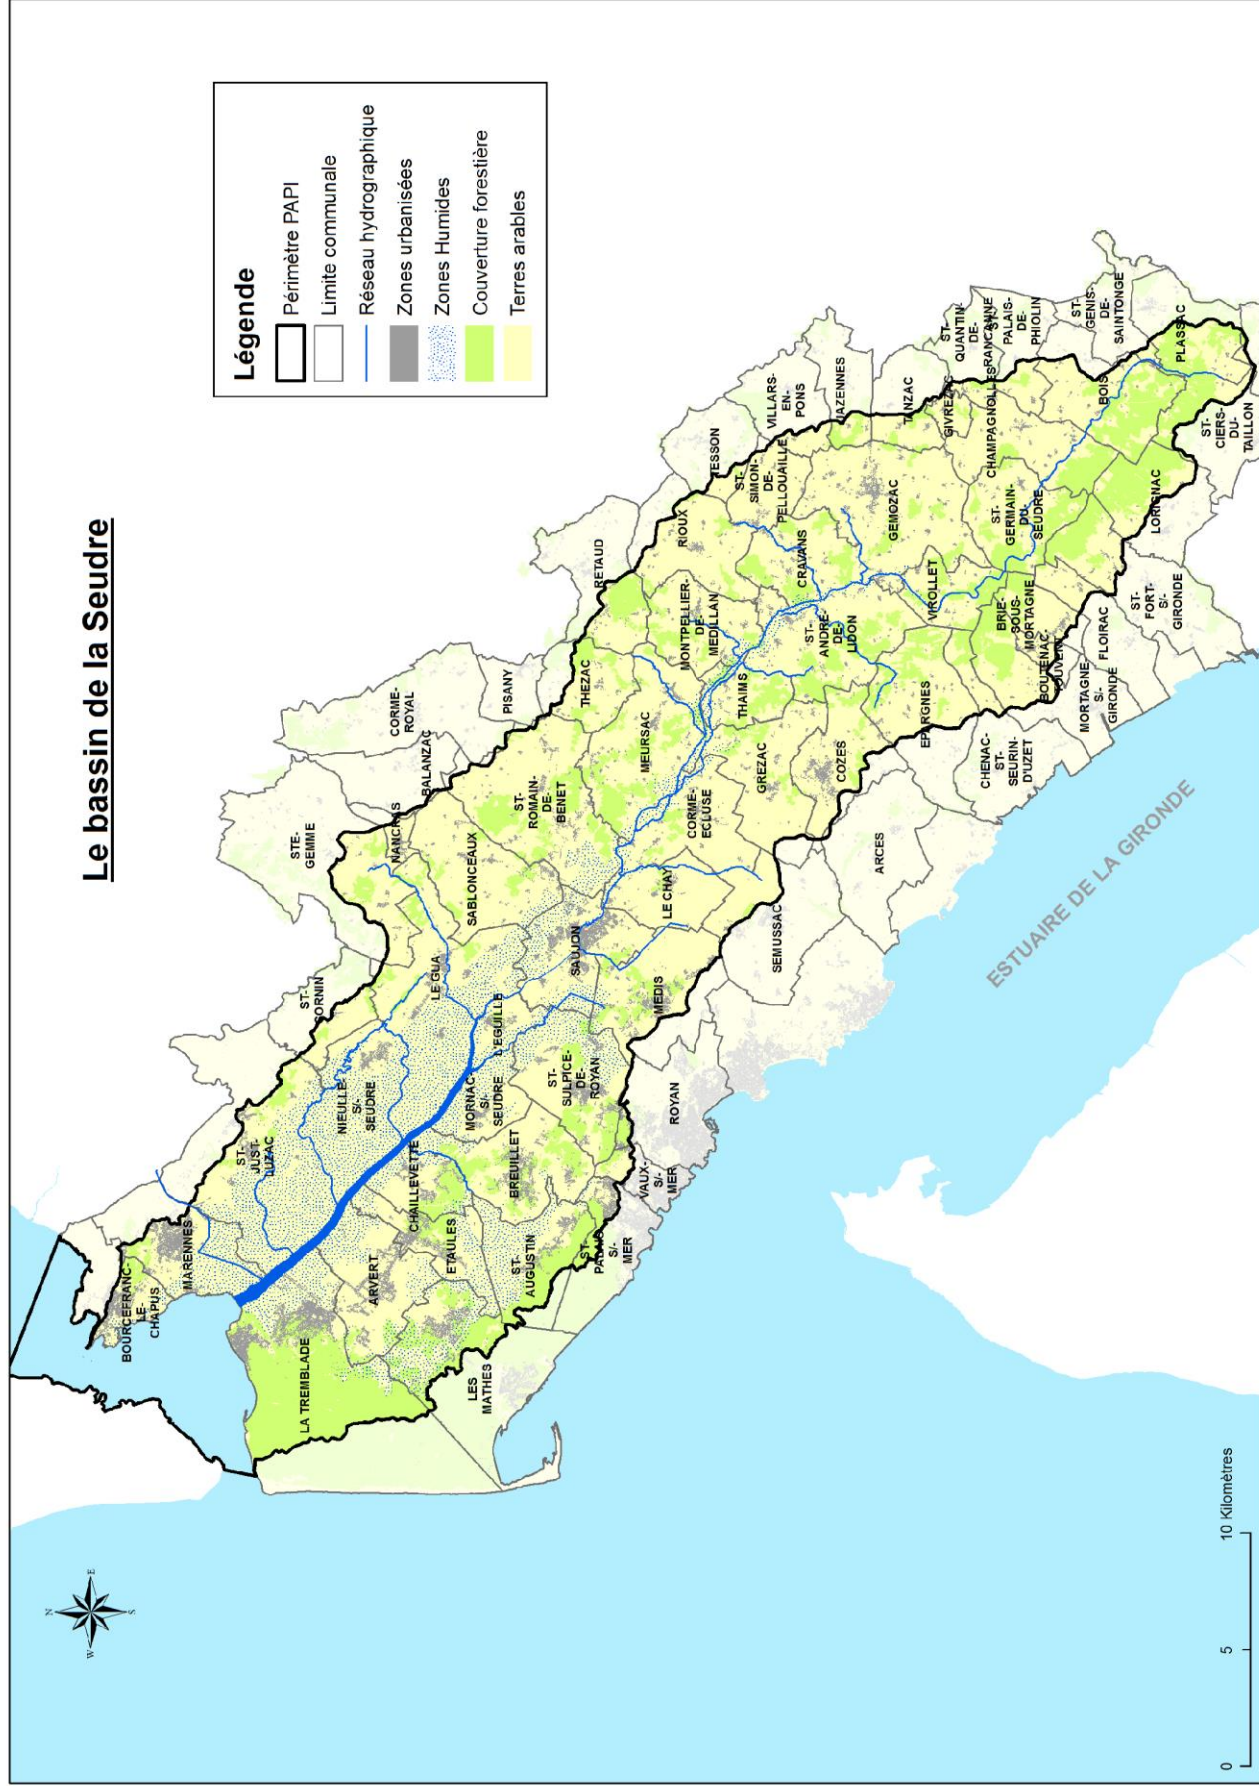 Le bassin de la Seudre
Légende
Périmètre PAPI
Limite communale
Réseau hydrographique
Zones urbanisées
Zones Humides
Couverture forestière
Terres arables
N
W
E
S
BOURCEFRANC-
LE-
CHAPUS
MARENNES
ST-
JUST-
LUZAC
ST-
SORNIN
STE-
GEMME
NANCRAS
BALANZAC
CORME-
ROYAL
PISANY
LA TREMBLADE
ARVERT
CHAILLEVETTE
NIEULLE-
S/-
SEUDRE
LE GUA
SABLONCEAUX
ST-
ROMAIN-
DE-
BENET
THEZAC
RETAUD
LES
MATHES
ETAULES
ST-
AUGUSTIN
BREUILLET
MORNAC-
S/-
SEUDRE
L'EGUILLE
SAUJON
MEURSAC
MONTPELLIER-
DE-
MEDILLAN
RIOUX
TESSON
ST-
PALAIS-
S/-
MER
VAUX-
S/-
MER
ST-
SULPICE-
DE-
ROYAN
ROYAN
MEDIS
LE CHAY
CORME-
ECLUSE
GREZAC
THAIMS
ST-
SIMON-
DE-
PELLOUAILLE
VILLARS-
EN-
PONS
JAZENNES
SEMUSSAC
COZES
ST-
ANDRE-
DE-
LIDON
CRAVANS
GEMOZAC
TANZAC
ARCES
EPARGNES
VIROLLET
GIVREZAC
ST-
QUANTIN-
DE-
RANCANNE
CHENAC-
ST-
SEURIN-
D'UZET
BRIE-
SOUS-
MORTAGNE
ST-
GERMAIN-
DU-
SEUDRE
CHAMPAGNOLLES
ST-
PALAIS-
DE-
PHIOLIN
MORTAGNE
S/-
GIRONDE
BOUTENAC-
TOUVENT
FLOIRAC
ST-
FORT-
S/-
GIRONDE
LORIGNAC
BOIS
ST-
GENIS-
DE-
SAINTONGE
PLASSAC
ST-
CIERS-
DU-
TAILLON
ESTUAIRE DE LA GIRONDE
0
5
10 Kilomètres